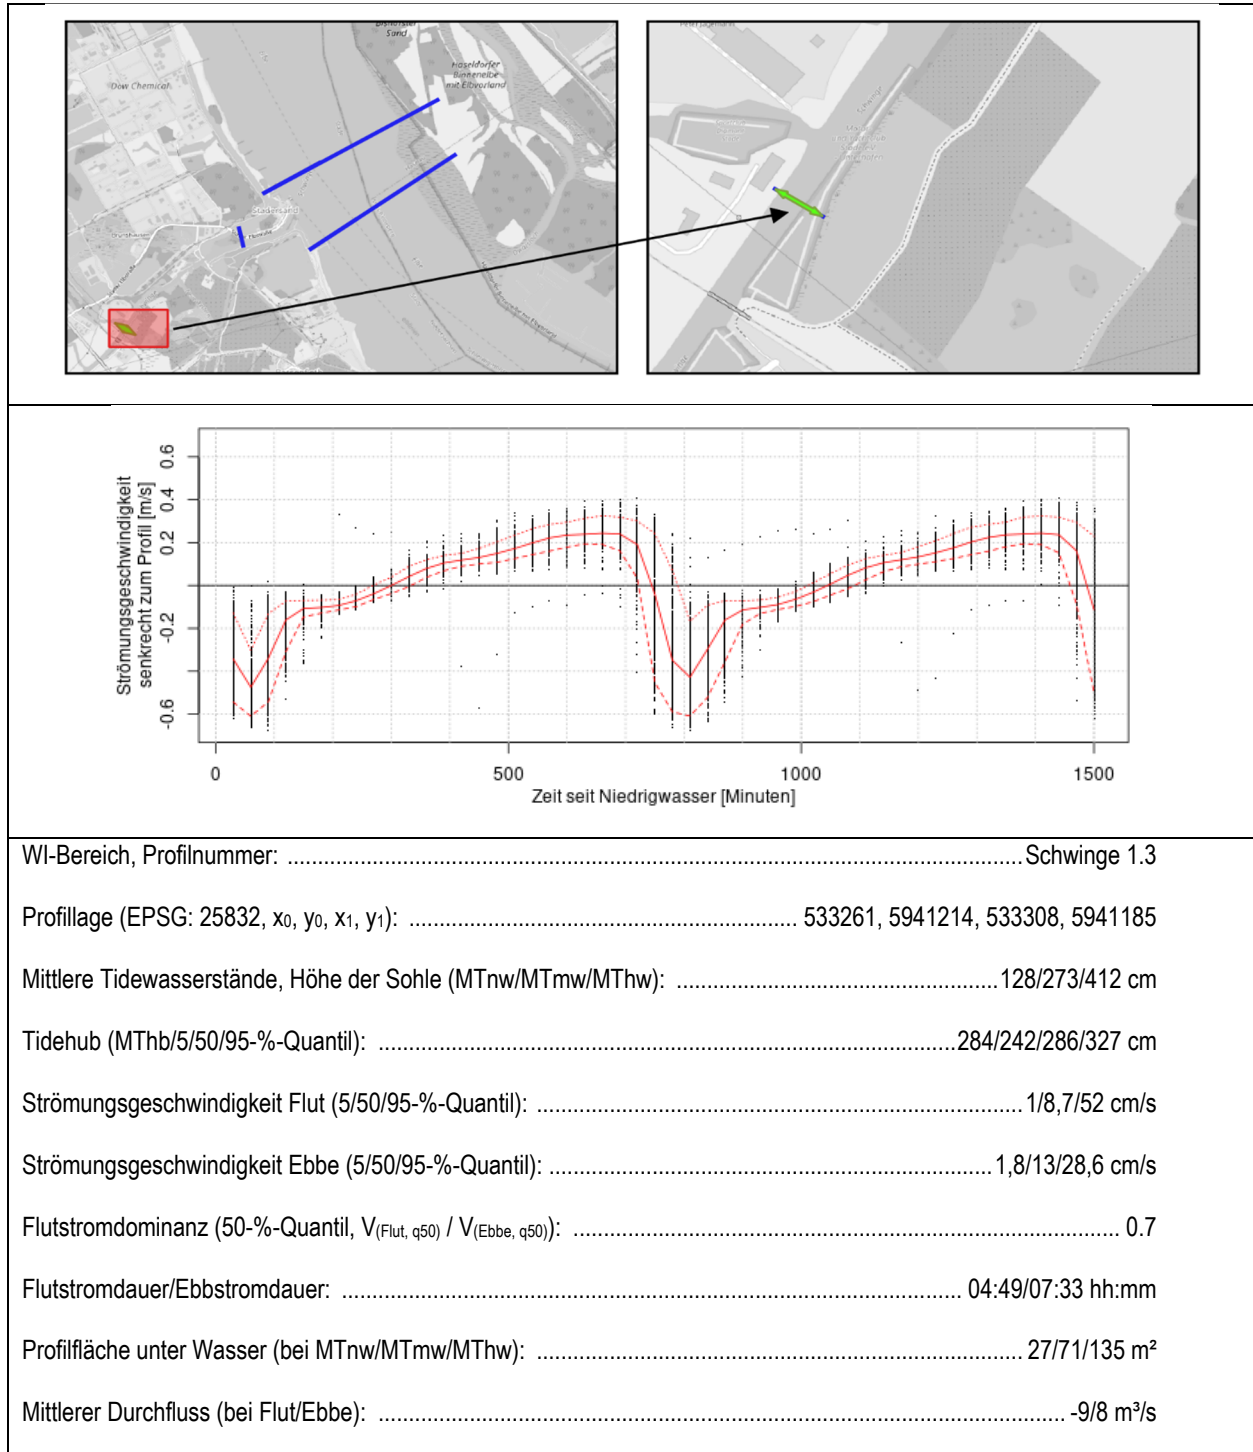 Sand
Haseldorfer
Binnenelbe
mit Elbvorland
Dow Chemical
Stadersand
Schwinge
Strömungsgeschwindigkeit
senkrecht zum Profil [m/s]
0.6
0.4
0.2
-0.2
-0.6
0 500 1000 1500
Zeit seit Niedrigwasser [Minuten]
WI-Bereich, Profilnummer: Schwinge 1.3
Profillage (EPSG: 25832, x0, y0, x1, y1): 533261, 5941214, 533308, 5941185
Mittlere Tidewasserstände, Höhe der Sohle (MTnw/MTmw/MThw): 128/273/412 cm
Tidehub (MThb/5/50/95-%-Quantil): 284/242/286/327 cm
Strömungsgeschwindigkeit Flut (5/50/95-%-Quantil): 1/8,7/52 cm/s
Strömungsgeschwindigkeit Ebbe (5/50/95-%-Quantil): 1,8/13/28,6 cm/s
Flutstromdominanz (50-%-Quantil, V(Flut, q50) / V(Ebbe, q50)): 0.7
Flutstromdauer/Ebbstromdauer: 04:49/07:33 hh:mm
Profilfläche unter Wasser (bei MTnw/MTmw/MThw): 27/71/135 m²
Mittlerer Durchfluss (bei Flut/Ebbe): -9/8 m³/s